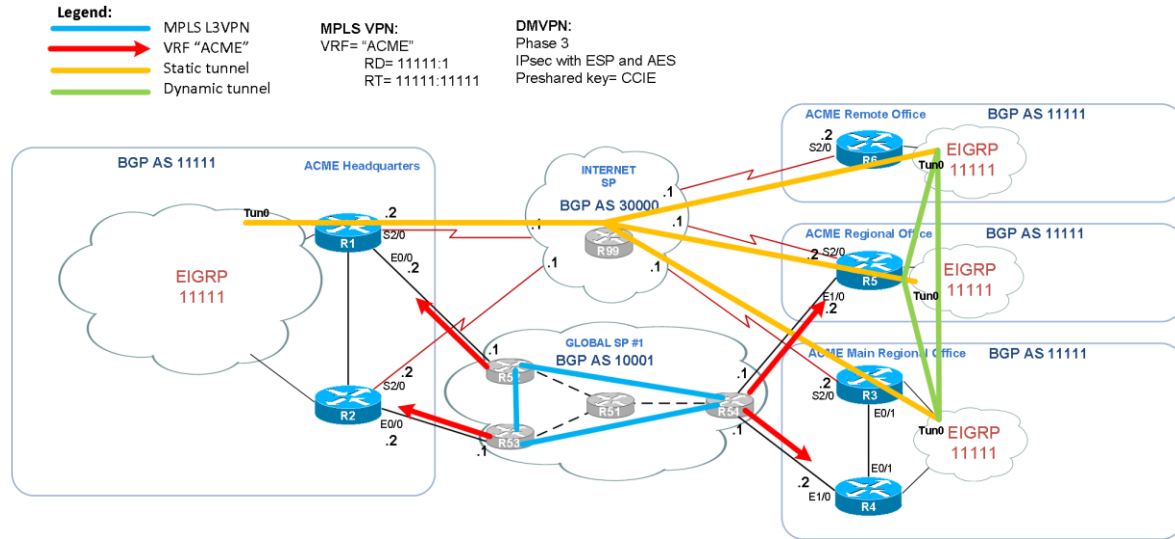 Legend:
MPLS L3VPN
VRF “ACME”
Static tunnel
Dynamic tunnel
MPLS VPN:
VRF= “ACME”
RD= 11111:1
RT= 11111:11111
DMVPN:
Phase 3
IPsec with ESP and AES
Preshared key= CCIE
BGP AS 11111
ACME Headquarters
EIGRP
11111
Tun0
.2
R1
S2/0
E0/0
.2
.2
S2/0
R2
E0/0
.2
INTERNET
SP
BGP AS 30000
.1
.1
.1
.1
.1
R99
GLOBAL SP #1
BGP AS 10001
.1
R51
R53
.1
R54
.1
.1
ACME Remote Office
BGP AS 11111
.2
S2/0
R6
EIGRP
11111
Tun0
ACME Regional Office
BGP AS 11111
.2
S2/0
R5
E1/0
.2
EIGRP
11111
Tun0
ACME Main Regional Office
BGP AS 11111
.2
S2/0
R3
E0/1
Tun0
EIGRP
11111
E0/1
.2
E1/0
R4